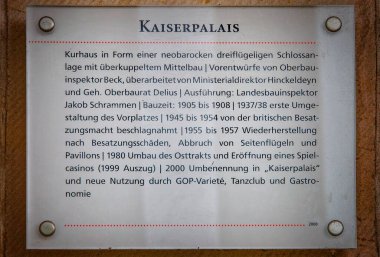 Kaiserpalais
Kurhaus in Form einer neobarocken dreiflügeligen Schlossan-
lage mit überkuppeltem Mittelbau | Vorentwürfe von Oberbau-
inspektor Beck, überarbeitet von Ministerialdirektor Hinckeldeyn
und Geh. Oberbaurat Delius | Ausführung: Landesbauinspektor
Jakob Schrammen | Bauzeit: 1905 bis 1908 | 1937/38 erste Umge-
staltung des Vorplatzes | 1945 bis 1954 von der britischen Besat-
zungsmacht beschlagnahmt | 1955 bis 1957 Wiederherstellung
nach Besatzungsschäden, Abbruch von Seitenflügeln und
Pavillons | 1980 Umbau des Osttrakts und Eröffnung eines Spiel-
casinos (1999 Auszug) | 2000 Umbenennung in „Kaiserpalais“
und neue Nutzung durch GOP-Varieté, Tanzclub und Gastro-
nomie
2008